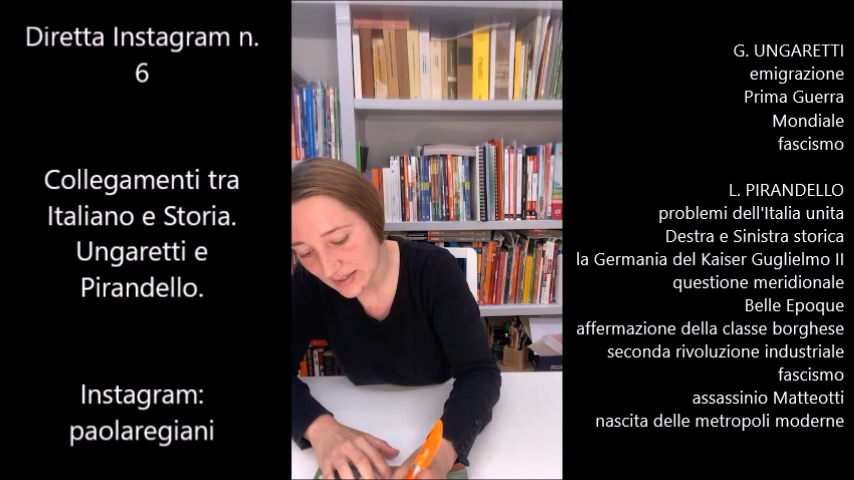 Diretta Instagram n.
6
Collegamenti tra
Italiano e Storia.
Ungaretti e
Pirandello.
Instagram:
paolaregiani
G. UNGARETTI
emigrazione
Prima Guerra
Mondiale
fascismo
L. PIRANDELLO
problemi dell'Italia unita
Destra e Sinistra storica
la Germania del Kaiser Guglielmo II
questione meridionale
Belle Epoque
affermazione della classe borghese
seconda rivoluzione industriale
fascismo
assassinio Matteotti
nascita delle metropoli moderne